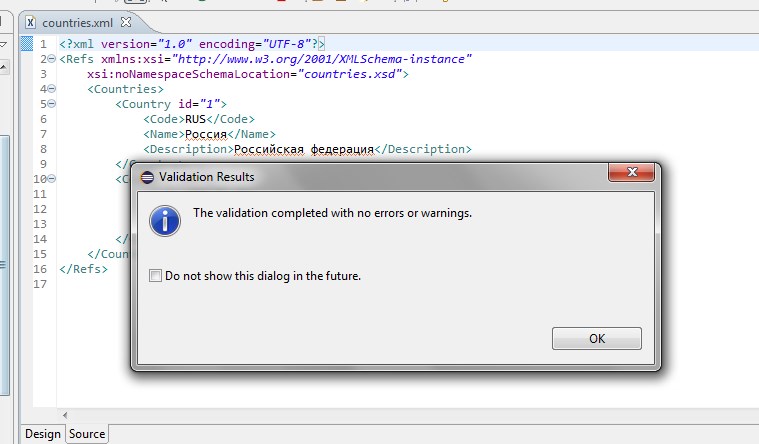 countries.xml
1 <?xml version="1.0" encoding="UTF-8"?>
2 <Refs xmlns:xsi="http://www.w3.org/2001/XMLSchema-instance"
3 xsi:noNamespaceSchemaLocation="countries.xsd">
4 <Countries>
5 <Country id="1">
6 <Code>RUS</Code>
7 <Name>Россия</Name>
8 <Description>Российская федерация</Description>
9 </
10 <C
11
12
13
14 </
15 </Coun
16 </Refs>
17
Validation Results
The validation completed with no errors or warnings.
Do not show this dialog in the future.
OK
Design Source